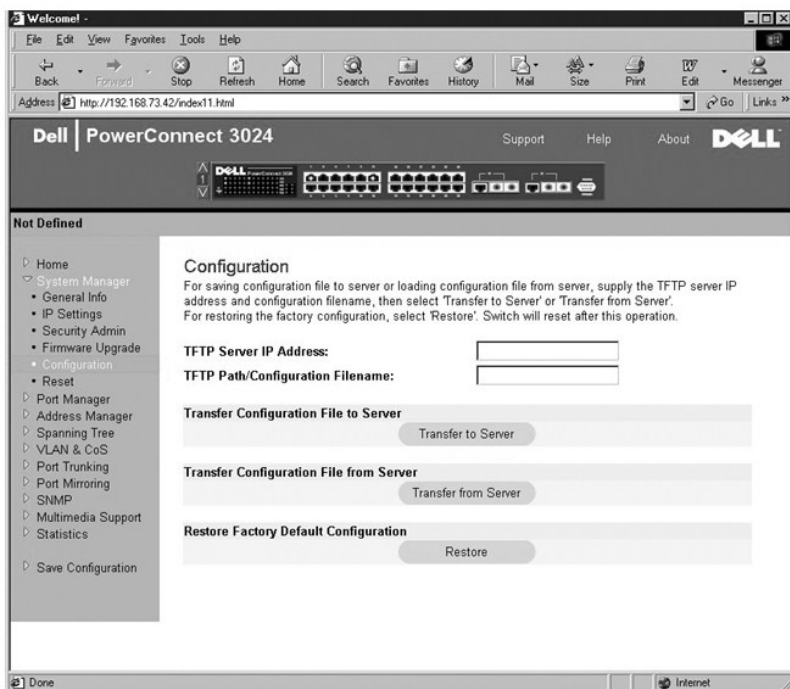 Welcome! -
File Edit View Favorites Tools Help
Back Forward Stop Refresh Home Search Favorites History Mail Size Print Edit Messenger
Address http://192.168.73.42/index11.html Go Links »
Dell PowerConnect 3024 Support Help About DELL
DELL
1
Not Defined
Home
System Manager
• General Info
• IP Settings
• Security Admin
• Firmware Upgrade
• Configuration
• Reset
Port Manager
Address Manager
Spanning Tree
VLAN & CoS
Port Trunking
Port Mirroring
SNMP
Multimedia Support
Statistics
Save Configuration
Configuration
For saving configuration file to server or loading configuration file from server, supply the TFTP server IP
address and configuration filename, then select 'Transfer to Server' or 'Transfer from Server'.
For restoring the factory configuration, select 'Restore'. Switch will reset after this operation.
TFTP Server IP Address:
TFTP Path/Configuration Filename:
Transfer Configuration File to Server
Transfer to Server
Transfer Configuration File from Server
Transfer from Server
Restore Factory Default Configuration
Restore
Done Internet